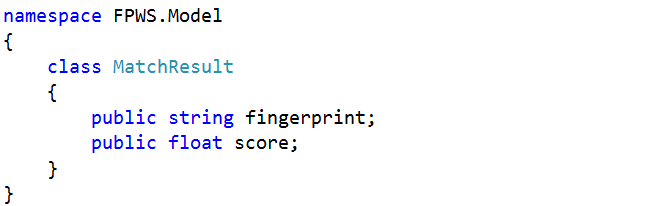 namespace FPWS.Model
{
    class MatchResult
    {
        public string fingerprint;
        public float score;
    }
}